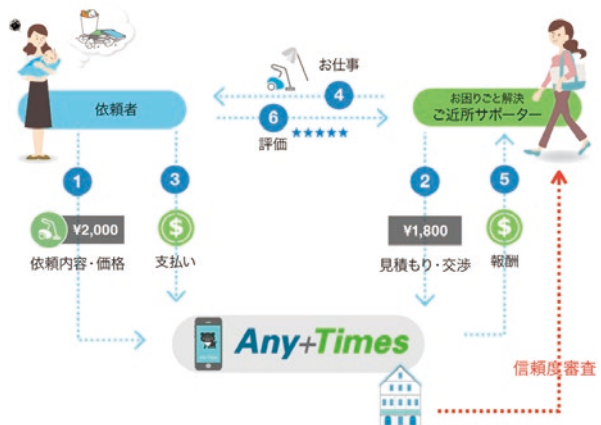 お仕事
4
依頼者
お困りごと解決
ご近所サポーター
6
評価
1
3
2
5
¥2,000
$
¥1,800
$
依頼内容・価格
支払い
見積もり・交渉
報酬
Any+Times
信頼度審査